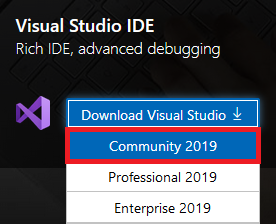 Visual Studio IDE
Rich IDE, advanced debugging
Download Visual Studio
Community 2019
Professional 2019
Enterprise 2019